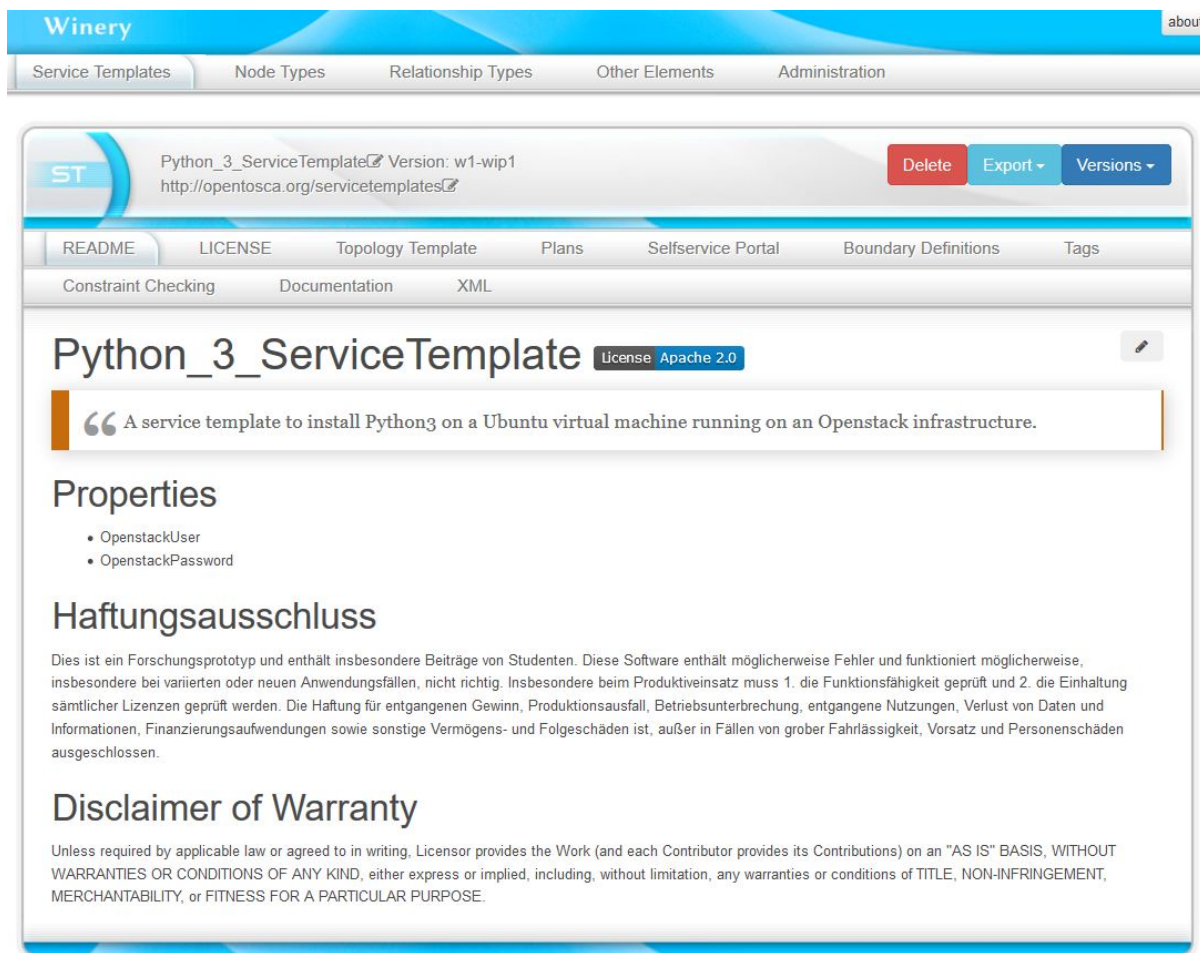 Winery
abou
Service Templates Node Types Relationship Types Other Elements Administration
ST
Python_3_ServiceTemplate Version: w1-wip1
http://opentosca.org/servicetemplates
Delete Export Versions
README LICENSE Topology Template Plans Selfservice Portal Boundary Definitions Tags
Constraint Checking Documentation XML
Python_3_ServiceTemplate License Apache 2.0
“ A service template to install Python3 on a Ubuntu virtual machine running on an Openstack infrastructure.
Properties
• OpenstackUser
• OpenstackPassword
Haftungsausschluss
Dies ist ein Forschungsprototyp und enthält insbesondere Beiträge von Studenten. Diese Software enthält möglicherweise Fehler und funktioniert möglicherweise,
insbesondere bei variierten oder neuen Anwendungsfällen, nicht richtig. Insbesondere beim Produktiveinsatz muss 1. die Funktionsfähigkeit geprüft und 2. die Einhaltung
sämtlicher Lizenzen geprüft werden. Die Haftung für entgangenen Gewinn, Produktionsausfall, Betriebsunterbrechung, entgangene Nutzungen, Verlust von Daten und
Informationen, Finanzierungsaufwendungen sowie sonstige Vermögens- und Folgeschäden ist, außer in Fällen von grober Fahrlässigkeit, Vorsatz und Personenschäden
ausgeschlossen.
Disclaimer of Warranty
Unless required by applicable law or agreed to in writing, Licensor provides the Work (and each Contributor provides its Contributions) on an "AS IS" BASIS, WITHOUT
WARRANTIES OR CONDITIONS OF ANY KIND, either express or implied, including, without limitation, any warranties or conditions of TITLE, NON-INFRINGEMENT,
MERCHANTABILITY, or FITNESS FOR A PARTICULAR PURPOSE.